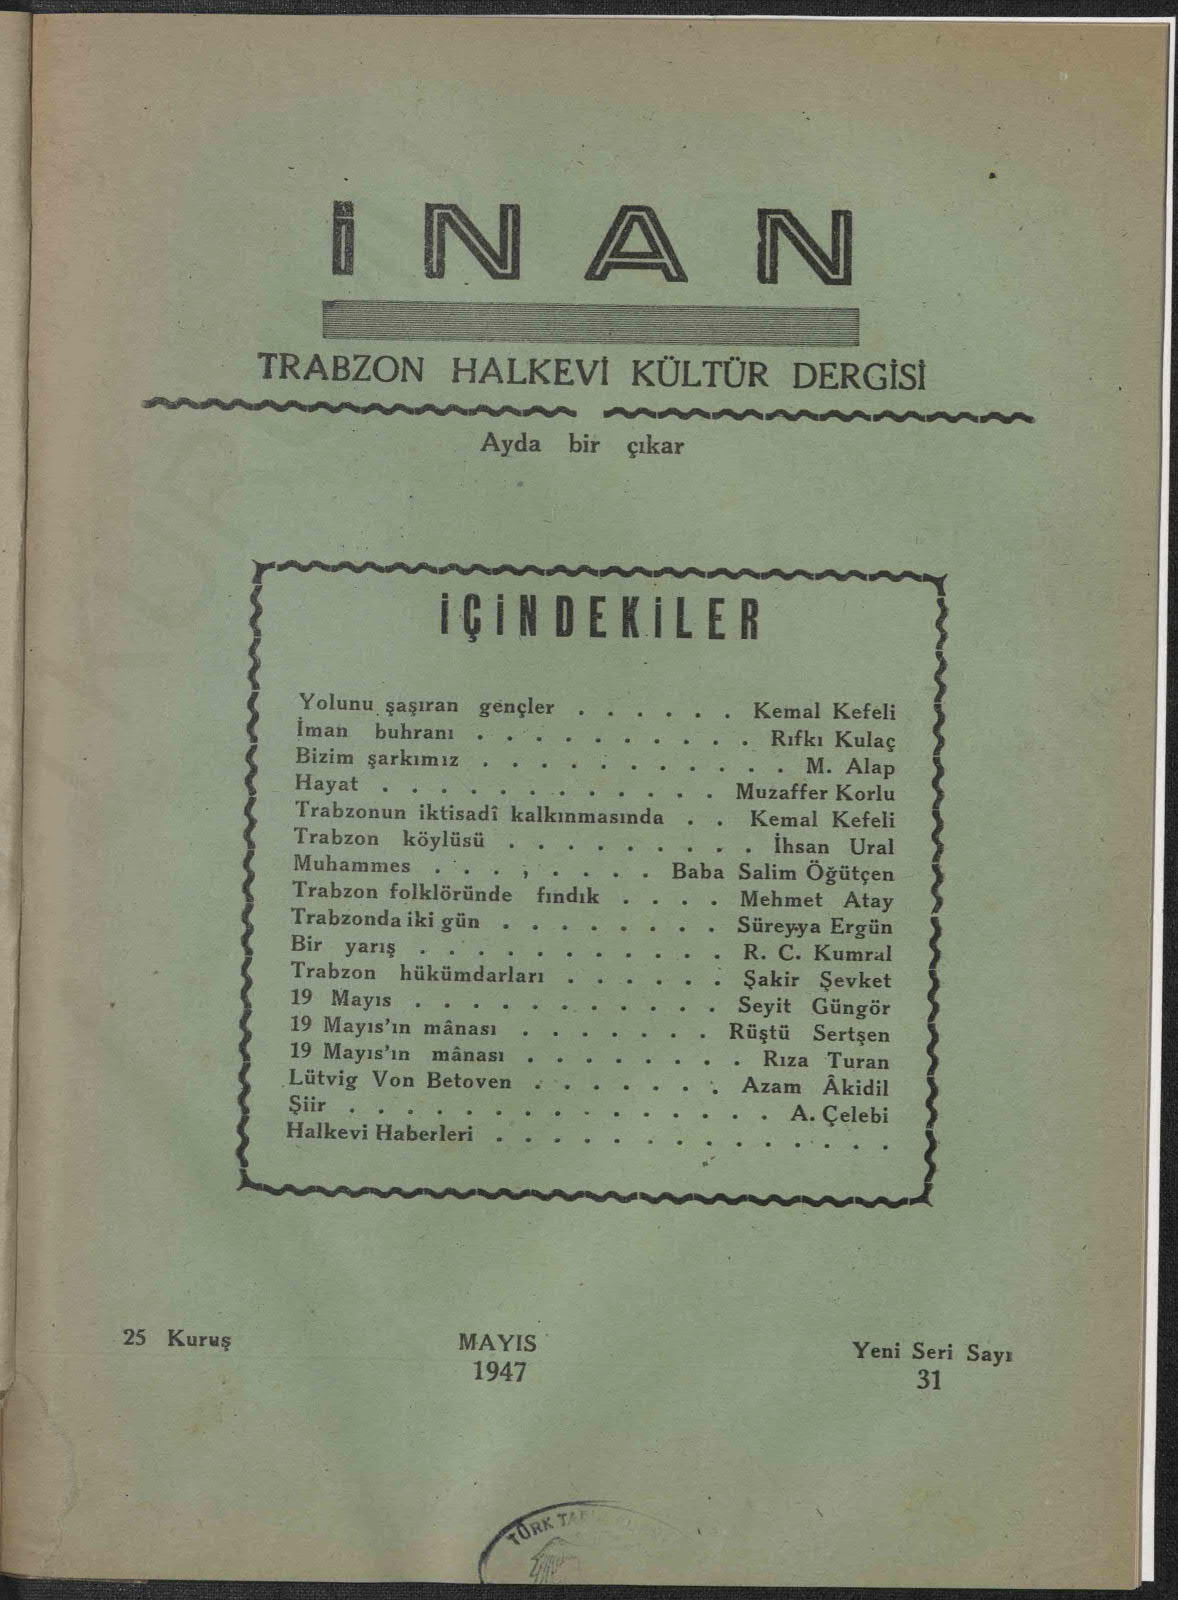 İNAN
TRABZON HALKEVİ KÜLTÜR DERGİSİ
Ayda bir çıkar
İÇİNDEKİLER
Yolunu şaşıran gençler . . . . . . Kemal Kefeli
İman buhranı . . . . . . . . . . Rıfkı Kulaç
Bizim şarkımız . . . . . . . . . . . M. Alap
Hayat . . . . . . . . . . . . Muzaffer Korlu
Trabzonun iktisadî kalkınmasında . . Kemal Kefeli
Trabzon köylüsü . . . . . . . . . İhsan Ural
Muhammes . . . , . . . . Baba Salim Öğütçen
Trabzon folklöründe fındık . . . . Mehmet Atay
Trabzonda iki gün . . . . . . . . Süreyya Ergün
Bir yarış . . . . . . . . . . . R. C. Kumral
Trabzon hükümdarları . . . . . . Şakir Şevket
19 Mayıs . . . . . . . . . . . Seyit Güngör
19 Mayıs'ın mânası . . . . . . . Rüştü Sertşen
19 Mayıs'ın mânası . . . . . . . . Rıza Turan
Lütvig Von Betoven . . . . . . . Azam Âkidil
Şiir . . . . . . . . . . . . . . . A. Çelebi
Halkevi Haberleri . . . . . . . . . . . . . .
25 Kuruş
MAYIS
1947
Yeni Seri Sayı
31
TÜRK